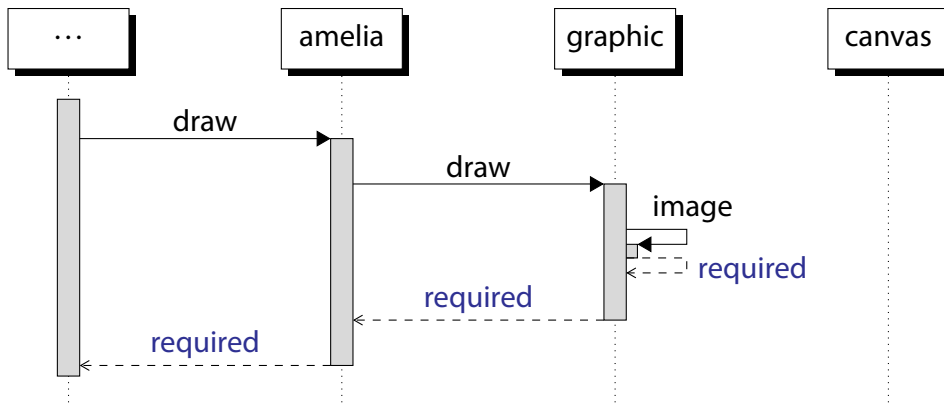 ... amelia graphic canvas
draw
draw
image
required
required
required